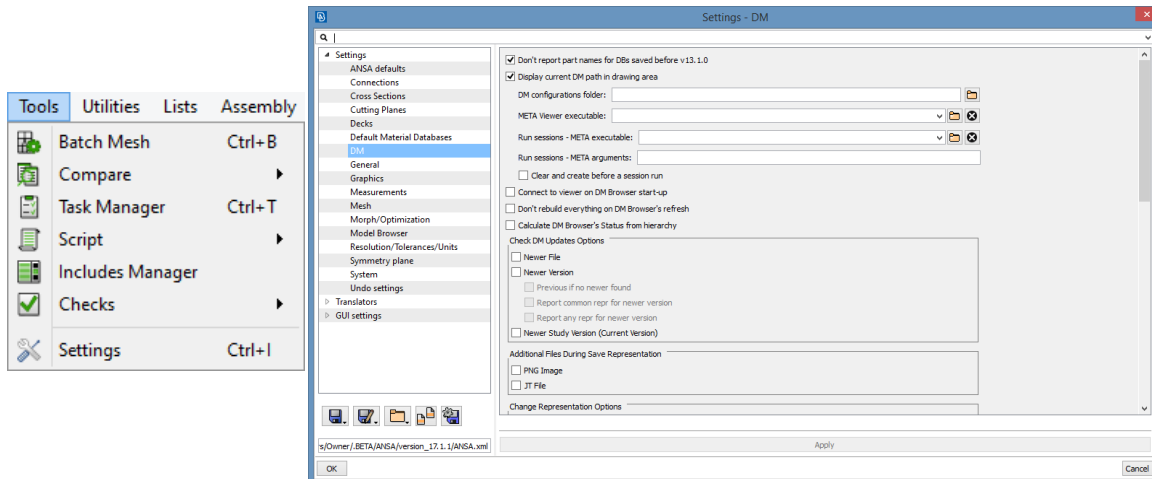 Tools Utilities Lists Assembly
Batch Mesh Ctrl+B
Compare
Task Manager Ctrl+T
Script
Includes Manager
Checks
Settings Ctrl+I
Settings - DM
Settings
ANSA defaults
Connections
Cross Sections
Cutting Planes
Decks
Default Material Databases
DM
General
Graphics
Measurements
Mesh
Morph/Optimization
Model Browser
Resolution/Tolerances/Units
Symmetry plane
System
Undo settings
Translators
GUI settings
's/Owner/.BETA/ANSA/version_17.1.1/ANSA.xml
Don't report part names for DBs saved before v13.1.0
Display current DM path in drawing area
DM configurations folder:
META Viewer executable:
Run sessions - META executable:
Run sessions - META arguments:
Clear and create before a session run
Connect to viewer on DM Browser start-up
Don't rebuild everything on DM Browser's refresh
Calculate DM Browser's Status from hierarchy
Check DM Updates Options
Newer File
Newer Version
Previous if no newer found
Report common repr for newer version
Report any repr for newer version
Newer Study Version (Current Version)
Additional Files During Save Representation
PNG Image
JT File
Change Representation Options
Apply
OK Cancel